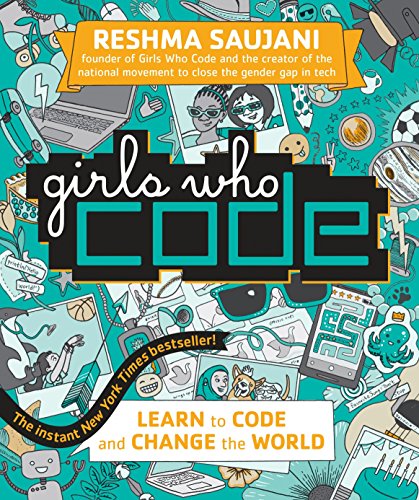 RESHMA SAUJANI
founder of Girls Who Code and the creator of the
national movement to close the gender gap in tech
girls who
CODE
The instant New York Times bestseller!
LEARN to CODE
and CHANGE the WORLD